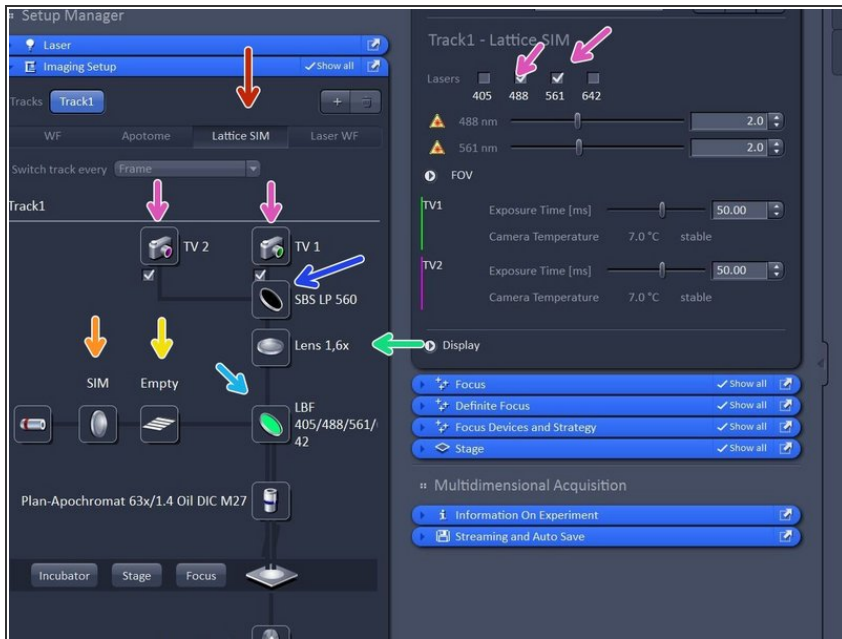 Setup Manager
Laser
Imaging Setup
Show all
Tracks Track1
WF Apotome Lattice SIM Laser WF
Switch track every Frame
Track1
TV 2 TV 1
SBS LP 560
Lens 1,6x
SIM Empty
LBF
405/488/561/
42
Plan-Apochromat 63x/1.4 Oil DIC M27
Incubator Stage Focus
Track1 - Lattice SIM
Lasers
405 488 561 642
488 nm 2.0
561 nm 2.0
FOV
TV1
Exposure Time [ms] 50.00
Camera Temperature 7.0 °C stable
TV2
Exposure Time [ms] 50.00
Camera Temperature 7.0 °C stable
Display
Focus Show all
Definite Focus Show all
Focus Devices and Strategy Show all
Stage Show all
Multidimensional Acquisition
Information On Experiment
Streaming and Auto Save